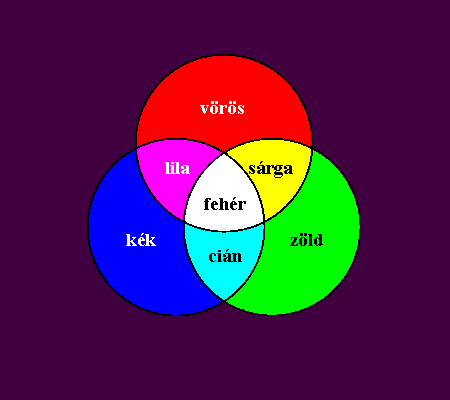 vörös
lila
sárga
fehér
kék
zöld
cián